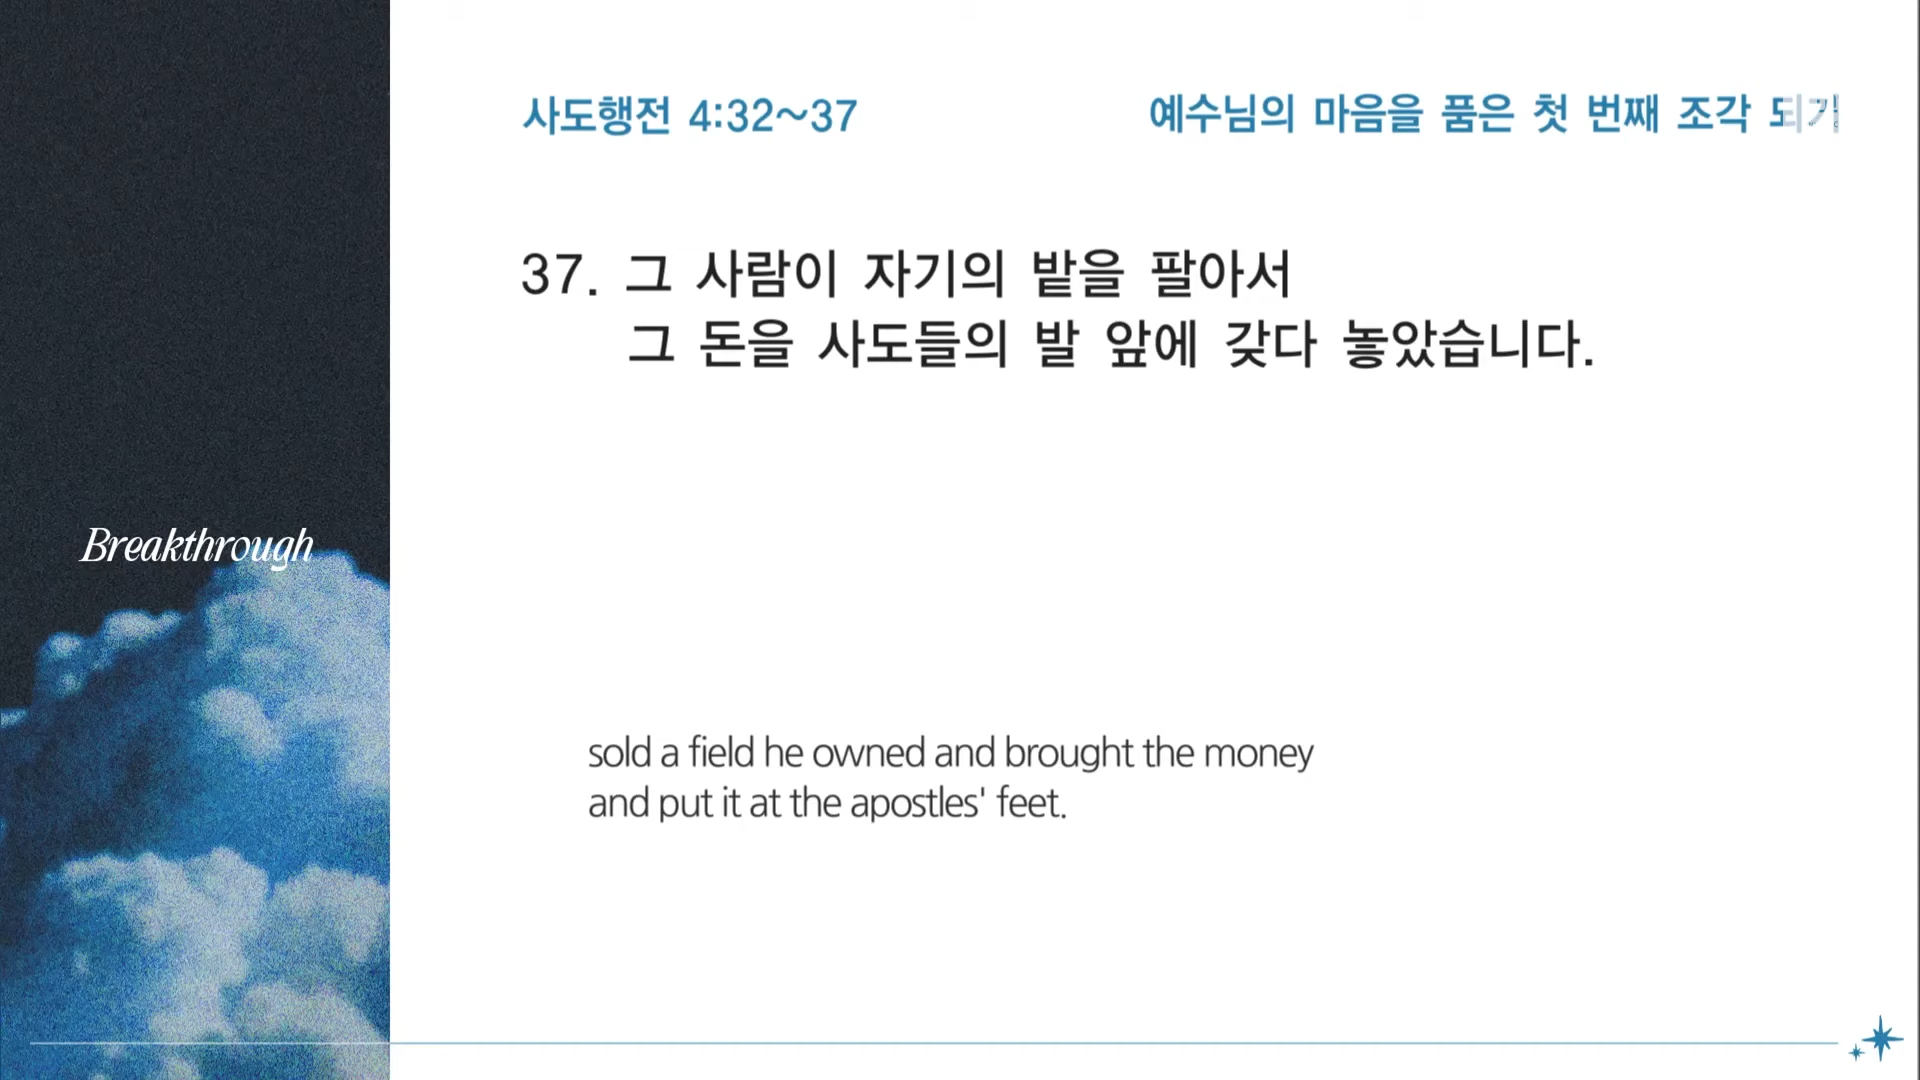 사도행전 4:32~37
예수님의 마음을 품은 첫 번째 조각 되기
37. 그 사람이 자기의 밭을 팔아서
그 돈을 사도들의 발 앞에 갖다 놓았습니다.
Breakthrough
sold a field he owned and brought the money
and put it at the apostles' feet.